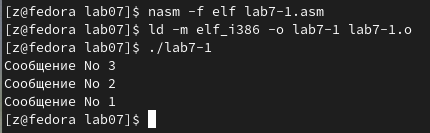 [z@fedora lab07]$ nasm -f elf lab7-1.asm
[z@fedora lab07]$ ld -m elf_i386 -o lab7-1 lab7-1.o
[z@fedora lab07]$ ./lab7-1
Сообщение No 3
Сообщение No 2
Сообщение No 1
[z@fedora lab07]$